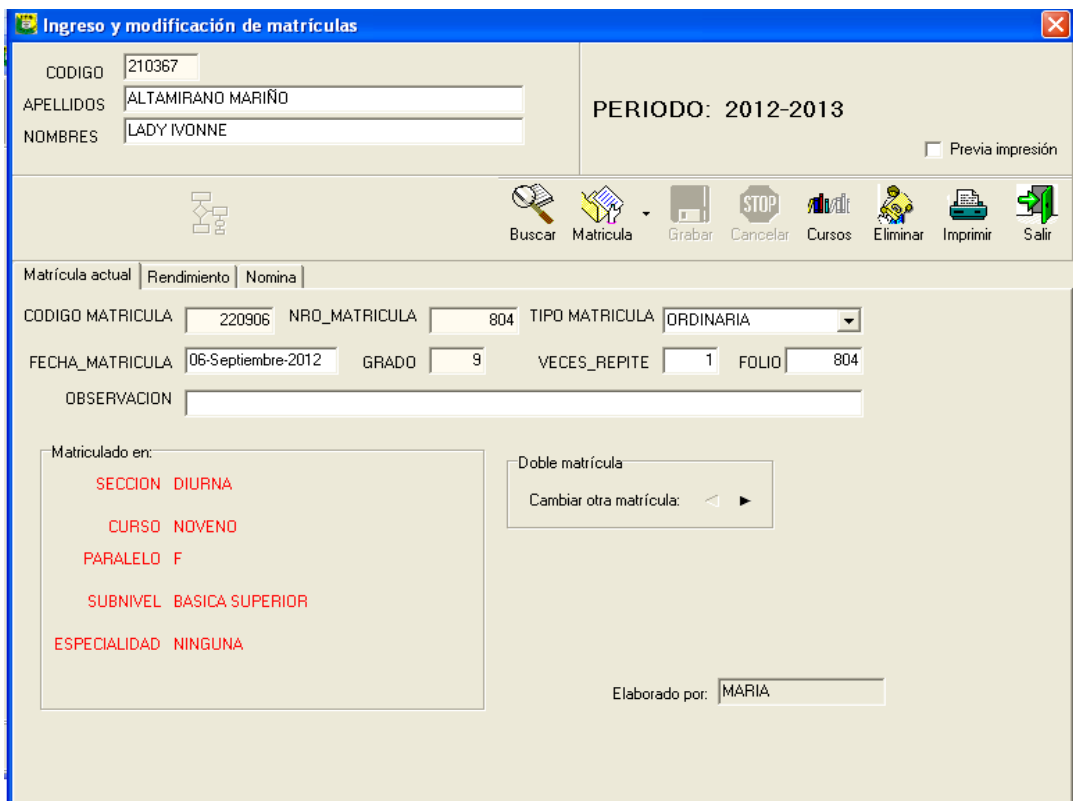 Ingreso y modificación de matrículas
CODIGO 210367
APELLIDOS ALTAMIRANO MARIÑO
NOMBRES LADY IVONNE
PERIODO: 2012-2013
Previa impresión
Buscar Matricula Grabar Cancelar Cursos Eliminar Imprimir Salir
STOP
Matrícula actual Rendimiento Nomina
CODIGO MATRICULA 220906 NRO_MATRICULA 804 TIPO MATRICULA ORDINARIA
FECHA_MATRICULA 06-Septiembre-2012 GRADO 9 VECES_REPITE 1 FOLIO 804
OBSERVACION
Matriculado en:
SECCION DIURNA
CURSO NOVENO
PARALELO F
SUBNIVEL BASICA SUPERIOR
ESPECIALIDAD NINGUNA
Doble matrícula
Cambiar otra matrícula:
Elaborado por: MARIA